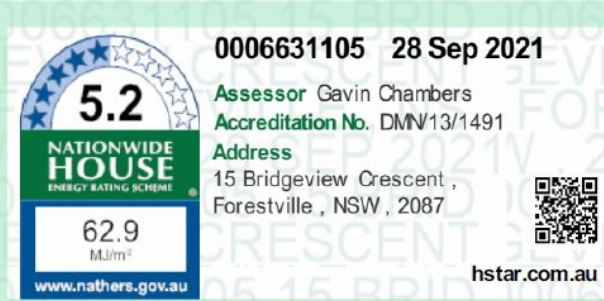 0006631105 28 Sep 2021
5.2
NATIONWIDE
HOUSE
ENERGY RATING SCHEME
®
62.9
MJ/m²
www.nathers.gov.au
Assessor Gavin Chambers
Accreditation No. DMN/13/1491
Address
15 Bridgeview Crescent ,
Forestville , NSW , 2087
hstar.com.au